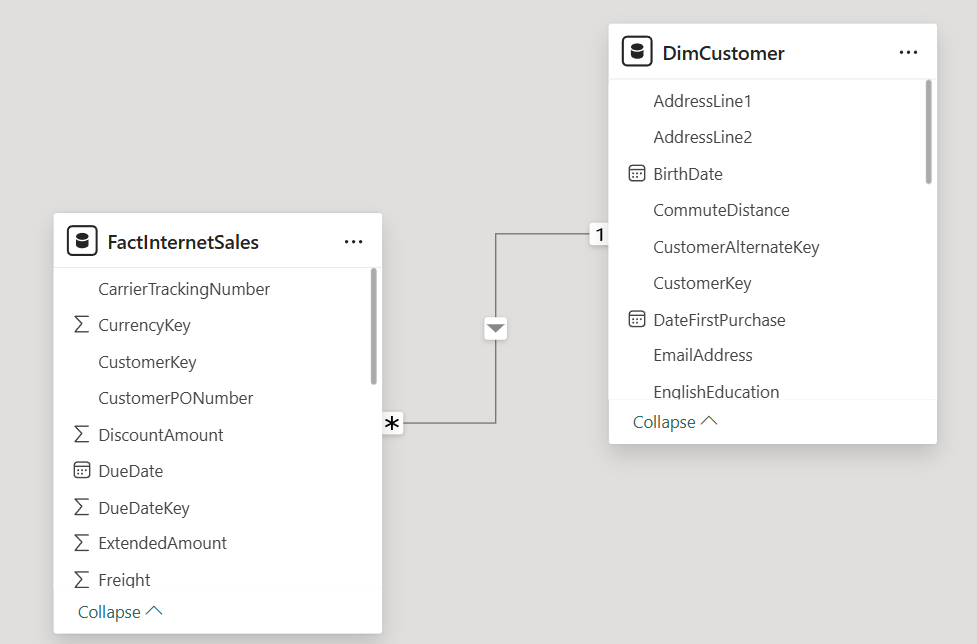 FactInternetSales
CarrierTrackingNumber
CurrencyKey
CustomerKey
CustomerPONumber
DiscountAmount
DueDate
DueDateKey
ExtendedAmount
Freight
Collapse
*
1
DimCustomer
AddressLine1
AddressLine2
BirthDate
CommuteDistance
CustomerAlternateKey
CustomerKey
DateFirstPurchase
EmailAddress
EnglishEducation
Collapse